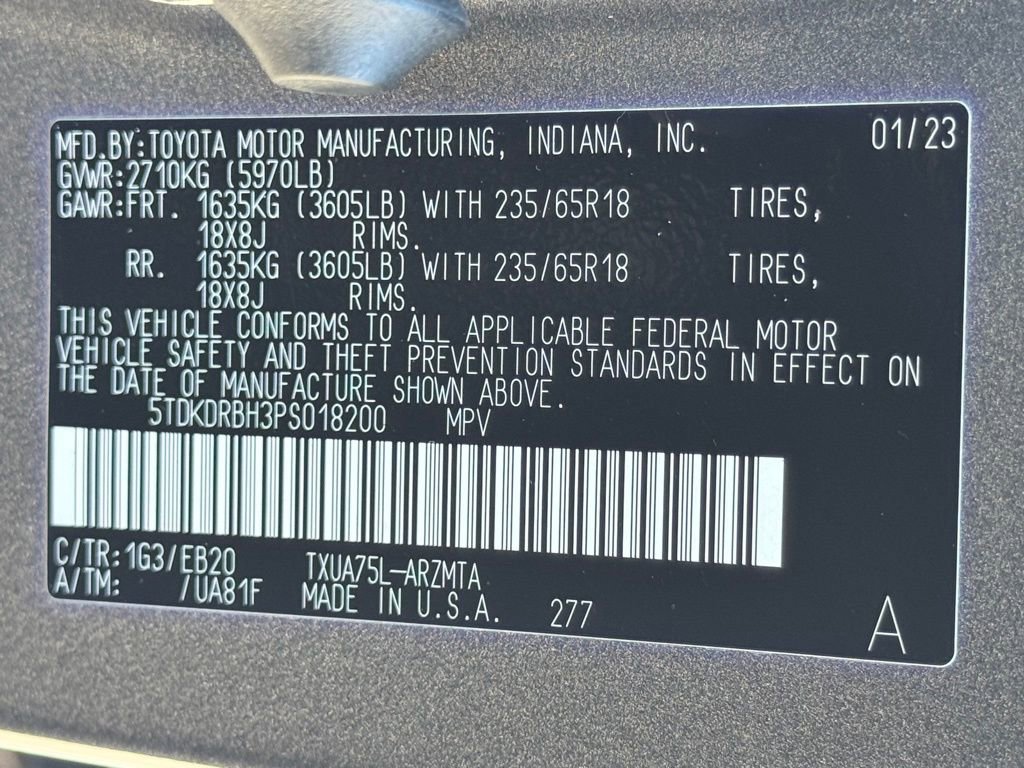 MFD.BY:TOYOTA MOTOR MANUFACTURING, INDIANA, INC. 01/23
GVWR:2710KG (5970LB)
GAWR:FRT. 1635KG (3605LB) WITH 235/65R18 TIRES,
18X8J RIMS.
RR. 1635KG (3605LB) WITH 235/65R18 TIRES,
18X8J RIMS.
THIS VEHICLE CONFORMS TO ALL APPLICABLE FEDERAL MOTOR
VEHICLE SAFETY AND THEFT PREVENTION STANDARDS IN EFFECT ON
THE DATE OF MANUFACTURE SHOWN ABOVE.
5TDKDRBH3PS018200 MPV
C/TR:1G3/EB20 TXUA75L-ARZMTA
A/TM: /UA81F MADE IN U.S.A. 277 A